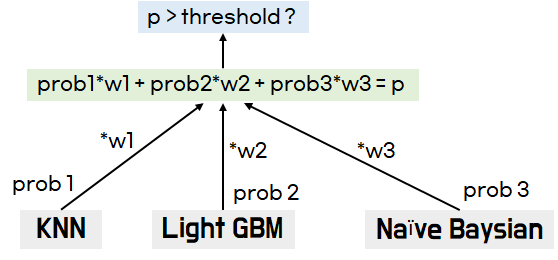 p > threshold ?
prob1*w1 + prob2*w2 + prob3*w3 = p
*w1
*w2
*w3
prob 1
prob 2
prob 3
KNN
Light GBM
Naïve Baysian